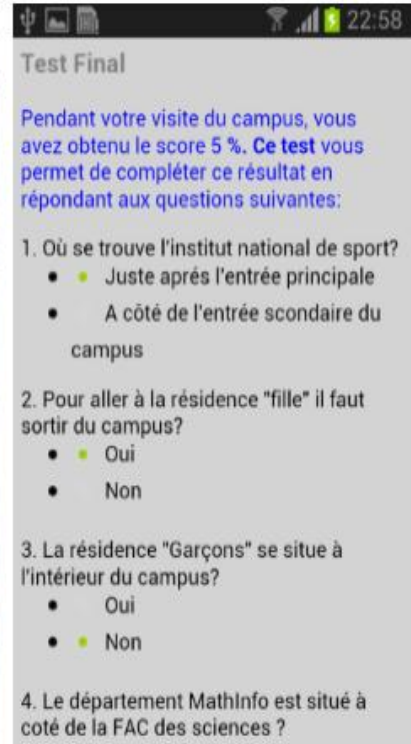 22:58
Test Final
Pendant votre visite du campus, vous
avez obtenu le score 5 %. Ce test vous
permet de compléter ce résultat en
répondant aux questions suivantes:
1. Où se trouve l'institut national de sport?
Juste aprés l'entrée principale
A côté de l'entrée scondaire du
campus
2. Pour aller à la résidence "fille" il faut
sortir du campus?
Oui
Non
3. La résidence "Garçons" se situe à
l'intérieur du campus?
Oui
Non
4. Le département MathInfo est situé à
coté de la FAC des sciences ?